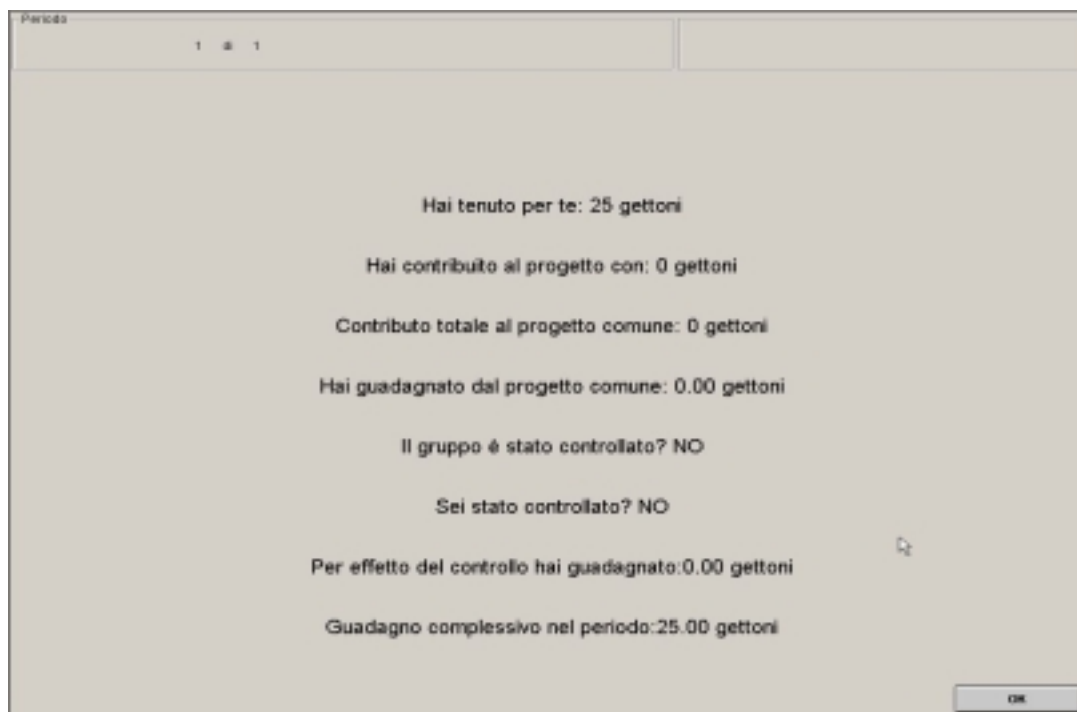 Periodo
1 di 1
Hai tenuto per te: 25 gettoni
Hai contribuito al progetto con: 0 gettoni
Contributo totale al progetto comune: 0 gettoni
Hai guadagnato dal progetto comune: 0.00 gettoni
Il gruppo é stato controllato? NO
Sei stato controllato? NO
Per effetto del controllo hai guadagnato:0.00 gettoni
Guadagno complessivo nel periodo:25.00 gettoni
OK